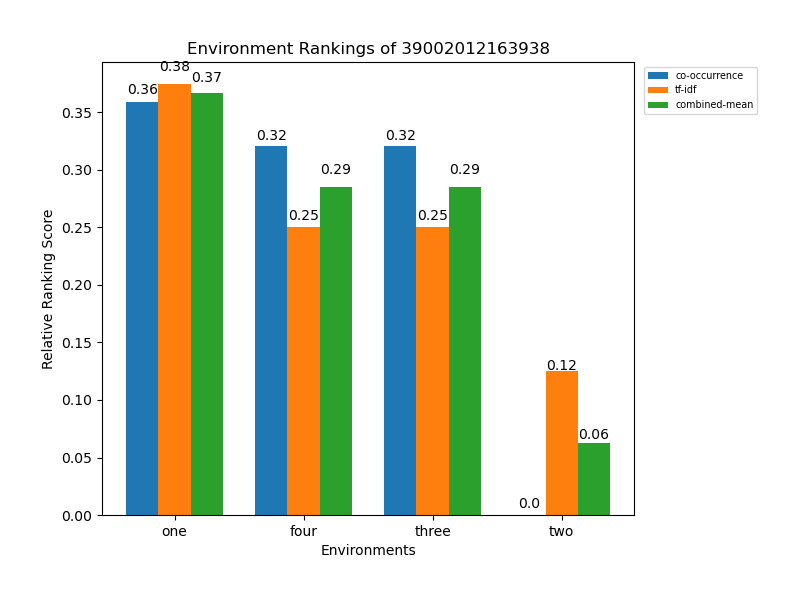 Environment Rankings of 39002012163938
co-occurrence
tf-idf
combined-mean
0.36
0.38
0.37
0.32
0.25
0.29
0.32
0.25
0.29
0.0
0.12
0.06
Relative Ranking Score
0.35
0.30
0.25
0.20
0.15
0.10
0.05
0.00
one
four
three
two
Environments